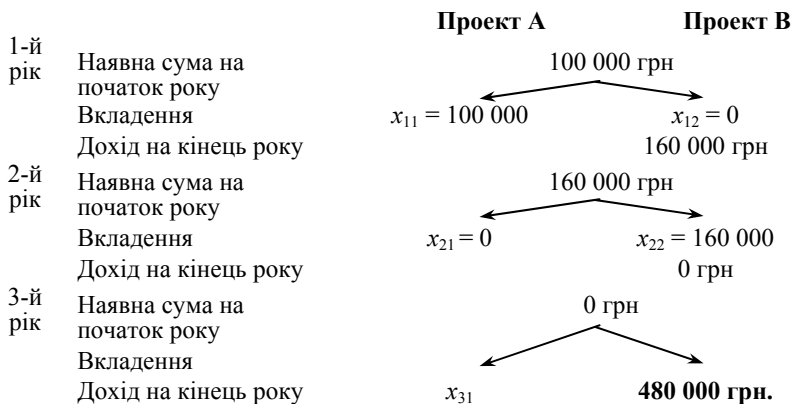 Проект А Проект В
1-й рік Наявна сума на початок року 100 000 грн
Вкладення x11 = 100 000 x12 = 0
Дохід на кінець року 160 000 грн
2-й рік Наявна сума на початок року 160 000 грн
Вкладення x21 = 0 x22 = 160 000
Дохід на кінець року 0 грн
3-й рік Наявна сума на початок року 0 грн
Вкладення
Дохід на кінець року x31 480 000 грн.